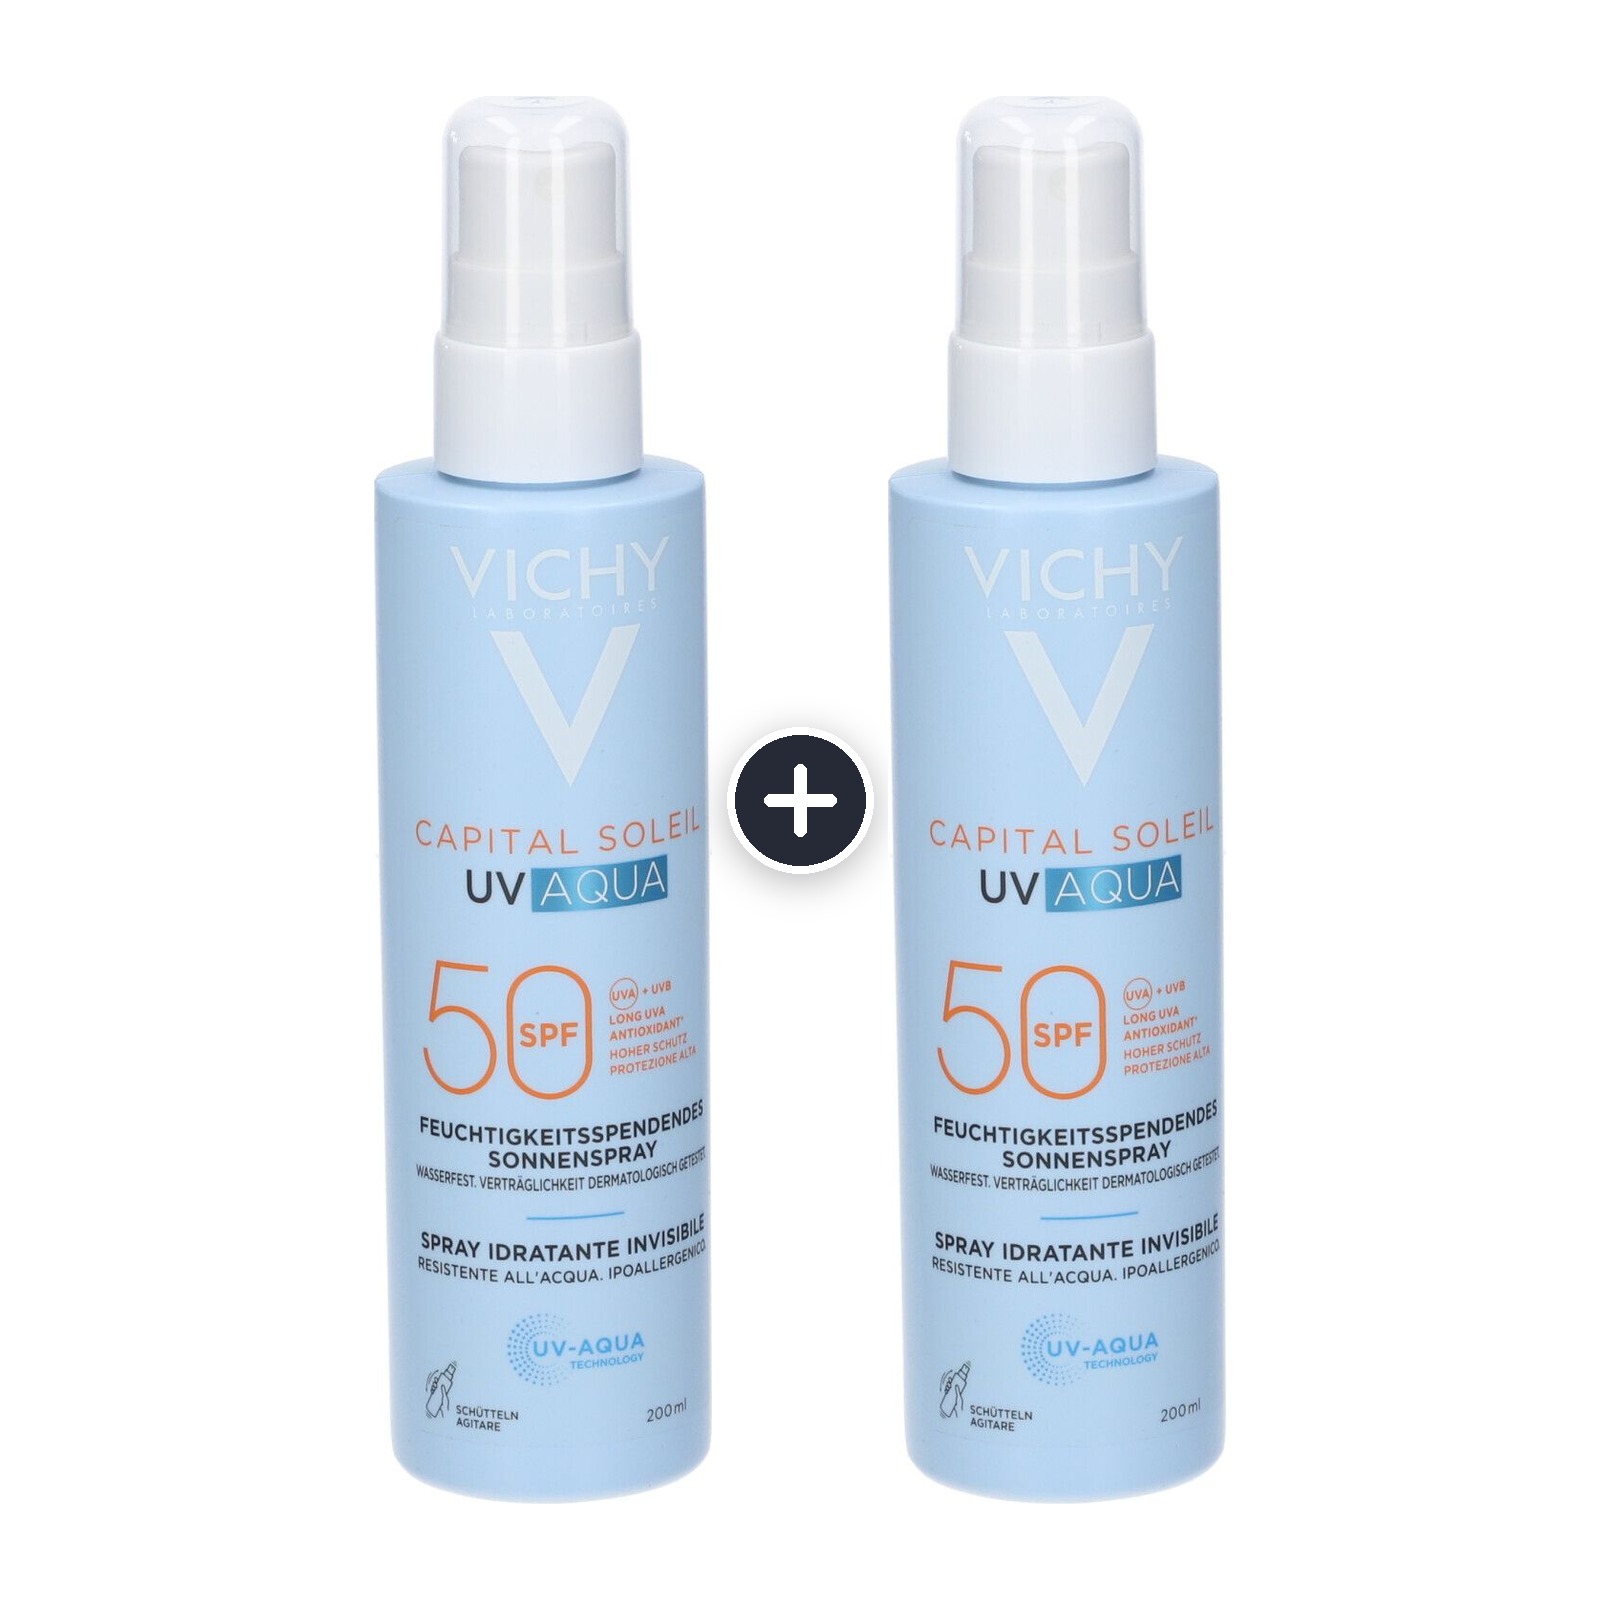 VICHY
LABORATOIRES
V
CAPITAL SOLEIL
UV AQUA
50
SPF
UVA + UVB
LONG UVA
ANTIOXIDANT*
HOHER SCHUTZ
PROTEZIONE ALTA
FEUCHTIGKEITSSPENDENDES
SONNENSPRAY
WASSERFEST. VERTRÄGLICHKEIT DERMATOLOGISCH GETESTET.
SPRAY IDRATANTE INVISIBILE
RESISTENTE ALL'ACQUA. IPOALLERGENICO.
UV-AQUA
TECHNOLOGY
SCHÜTTELN
AGITARE
200ml
+
VICHY
LABORATOIRES
V
CAPITAL SOLEIL
UV AQUA
50
SPF
UVA + UVB
LONG UVA
ANTIOXIDANT*
HOHER SCHUTZ
PROTEZIONE ALTA
FEUCHTIGKEITSSPENDENDES
SONNENSPRAY
WASSERFEST. VERTRÄGLICHKEIT DERMATOLOGISCH GETESTET.
SPRAY IDRATANTE INVISIBILE
RESISTENTE ALL'ACQUA. IPOALLERGENICO.
UV-AQUA
TECHNOLOGY
SCHÜTTELN
AGITARE
200ml